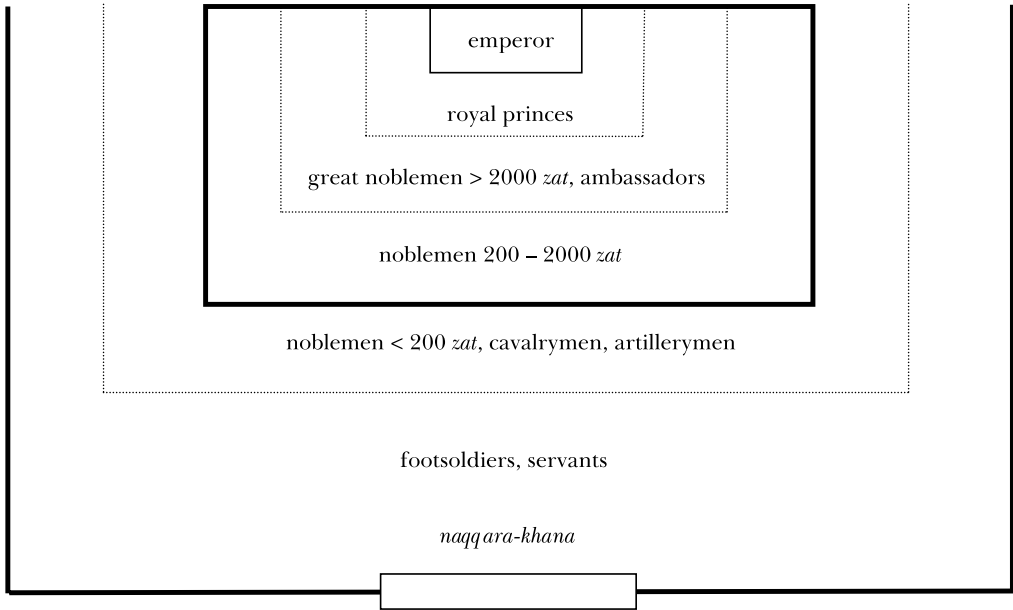 emperor
royal princes
great noblemen > 2000 zat, ambassadors
noblemen 200 – 2000 zat
noblemen < 200 zat, cavalrymen, artillerymen
footsoldiers, servants
naqqara-khana